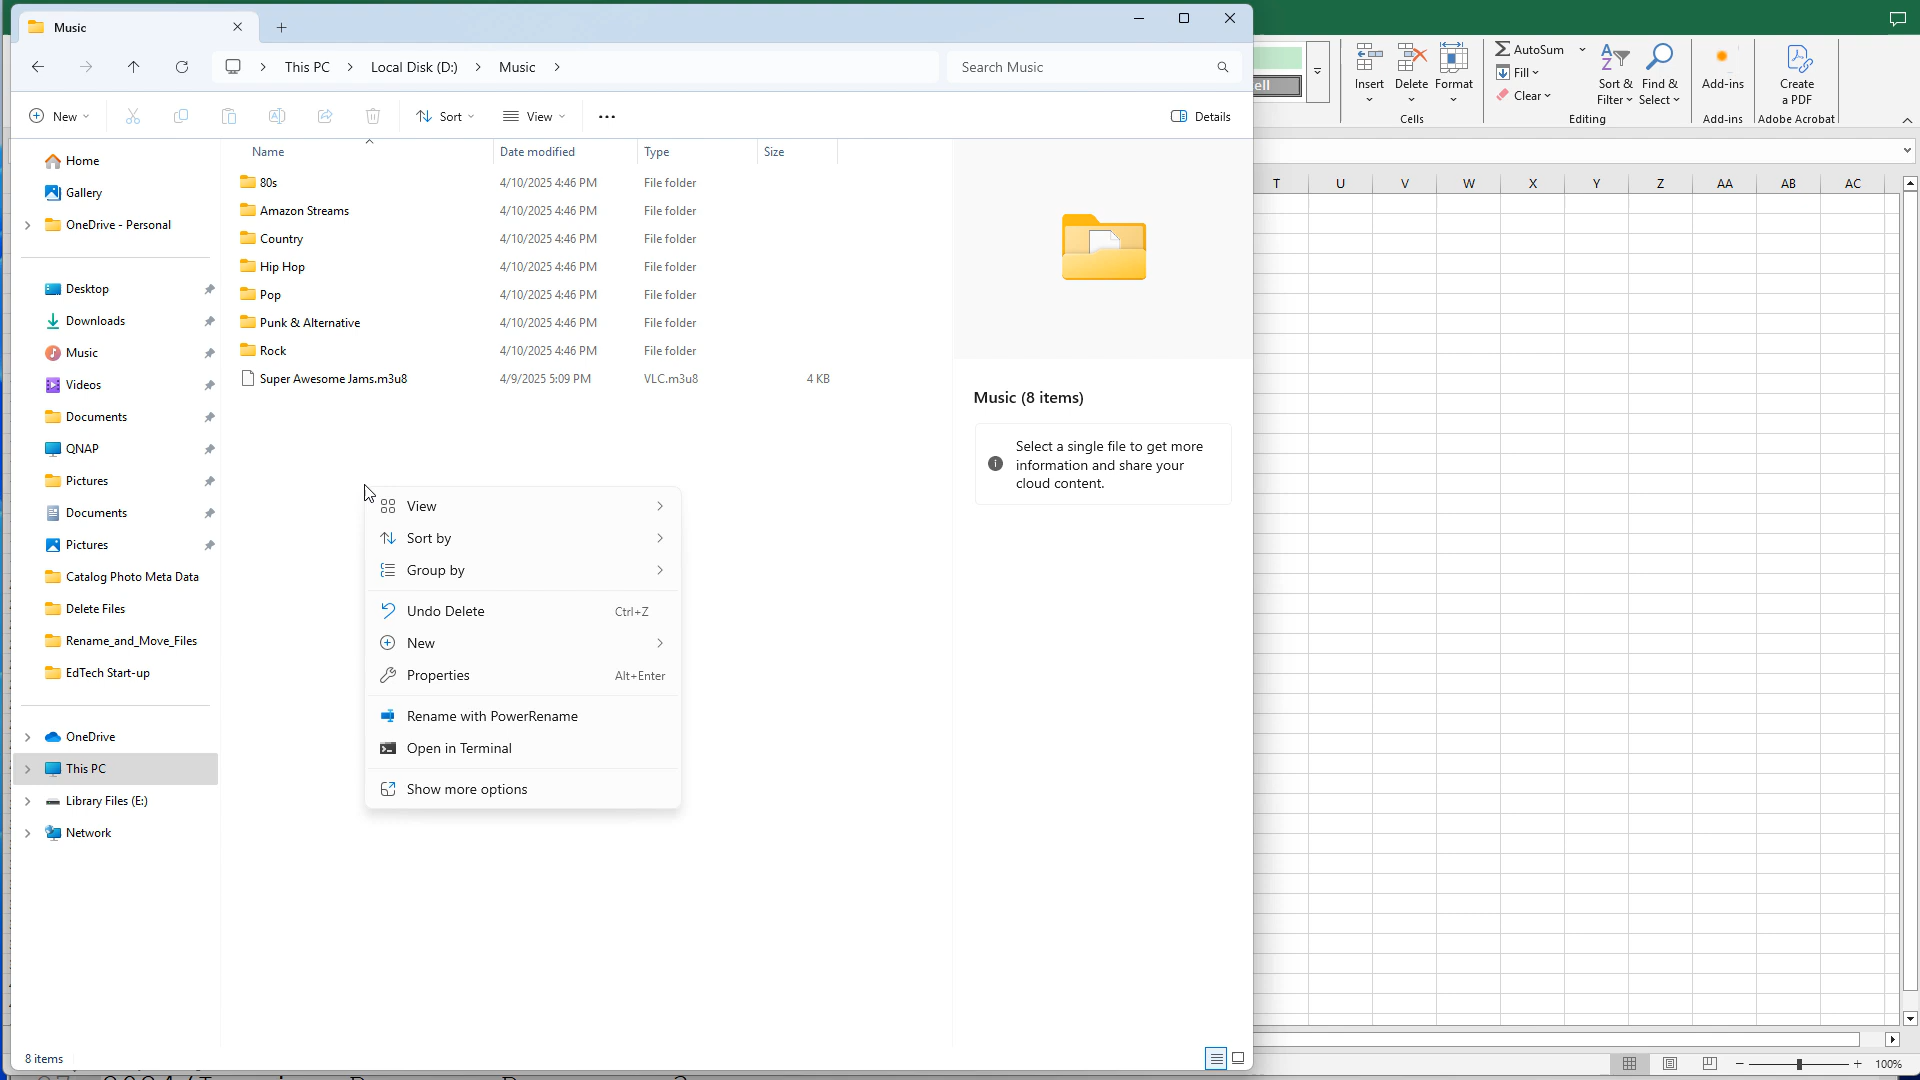 Music
This PC
Local Disk (D:)
Music
Search Music
New
Sort
View
Details
Home
Gallery
OneDrive - Personal
Desktop
Downloads
Music
Videos
Documents
QNAP
Pictures
Documents
Pictures
Catalog Photo Meta Data
Delete Files
Rename_and_Move_Files
EdTech Start-up
OneDrive
This PC
Library Files (E:)
Network
Name Date modified Type Size
80s 4/10/2025 4:46 PM File folder
Amazon Streams 4/10/2025 4:46 PM File folder
Country 4/10/2025 4:46 PM File folder
Hip Hop 4/10/2025 4:46 PM File folder
Pop 4/10/2025 4:46 PM File folder
Punk & Alternative 4/10/2025 4:46 PM File folder
Rock 4/10/2025 4:46 PM File folder
Super Awesome Jams.m3u8 4/9/2025 5:09 PM VLC.m3u8 4 KB
View
Sort by
Group by
Undo Delete Ctrl+Z
New
Properties Alt+Enter
Rename with PowerRename
Open in Terminal
Show more options
Music (8 items)
Select a single file to get more
information and share your
cloud content.
8 items
ell
Insert
Delete
Format
Cells
AutoSum
Fill
Clear
Sort &
Filter
Find &
Select
Editing
Add-ins
Add-ins
Create
a PDF
Adobe Acrobat
T U V W X Y Z AA AB AC
100%